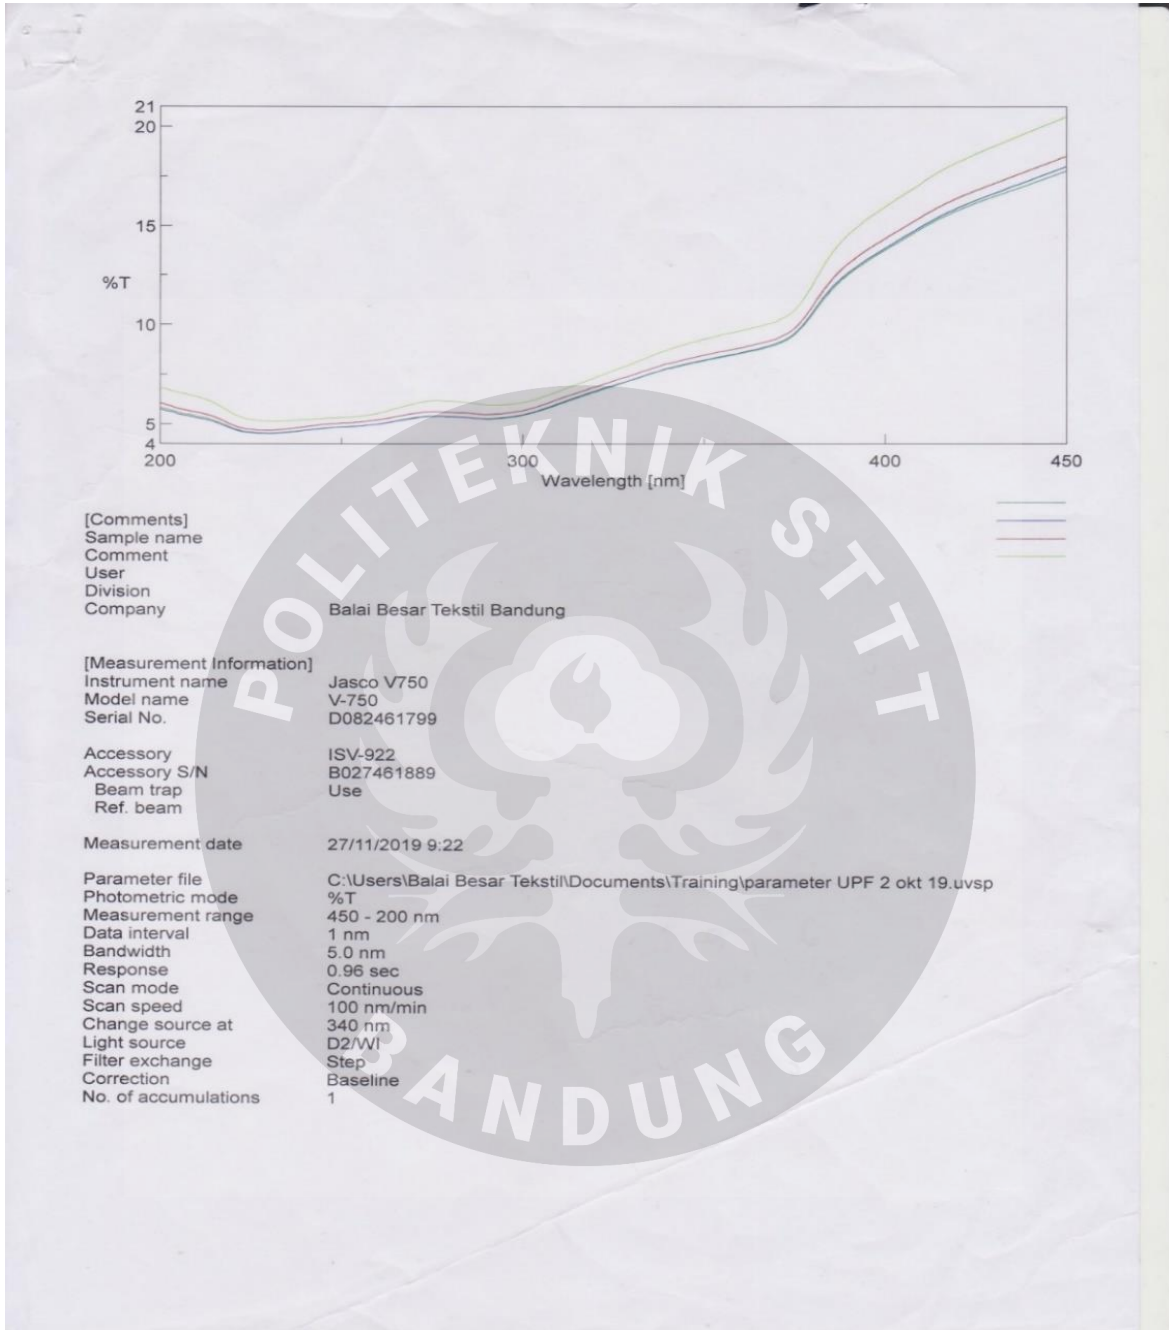 21
20
15
%T
10
5
4
200 300 400 450
Wavelength [nm]
[Comments]
Sample name
Comment
User
Division
Company Balai Besar Tekstil Bandung
[Measurement Information]
Instrument name Jasco V750
Model name V-750
Serial No. D082461799
Accessory ISV-922
Accessory S/N B027461889
Beam trap Use
Ref. beam
Measurement date 27/11/2019 9:22
Parameter file C:\Users\Balai Besar Tekstil\Documents\Training\parameter UPF 2 okt 19.uvsp
Photometric mode %T
Measurement range 450 - 200 nm
Data interval 1 nm
Bandwidth 5.0 nm
Response 0.96 sec
Scan mode Continuous
Scan speed 100 nm/min
Change source at 340 nm
Light source D2/WI
Filter exchange Step
Correction Baseline
No. of accumulations 1
POLITEKNIK STTT
BANDUNG